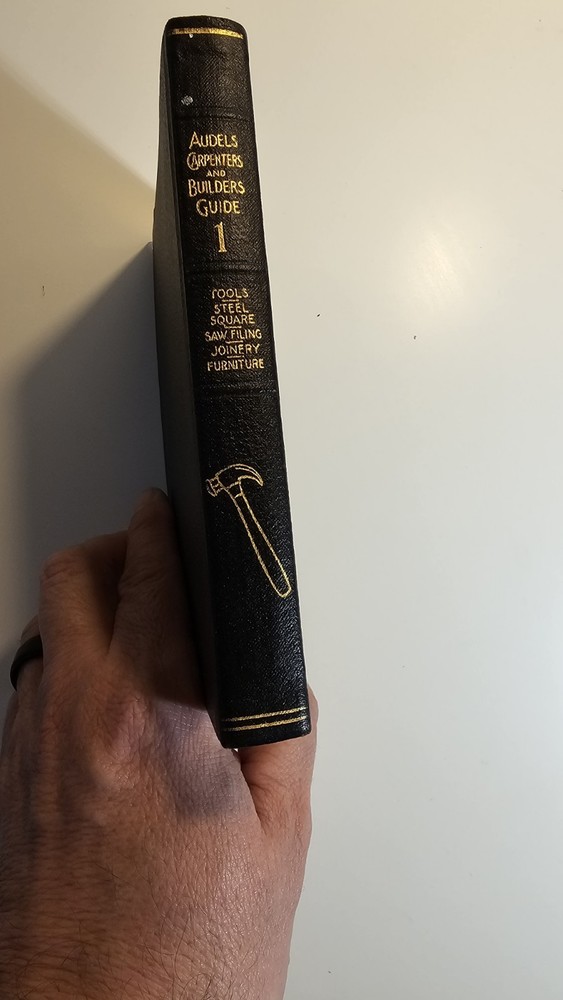 AUDELS
CARPENTERS
AND
BUILDERS
GUIDE
1
TOOLS
STEEL
SQUARE
SAW FILING
JOINERY
FURNITURE